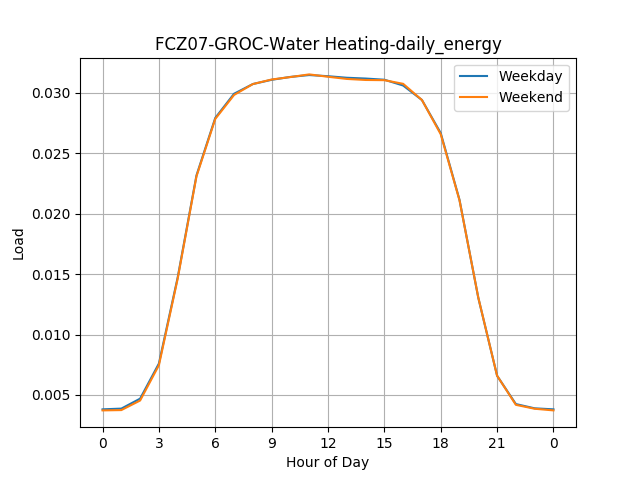 FCZ07-GROC-Water Heating-daily_energy
Weekday
Weekend
Load
0.030
0.025
0.020
0.015
0.010
0.005
0 3 6 9 12 15 18 21 0
Hour of Day